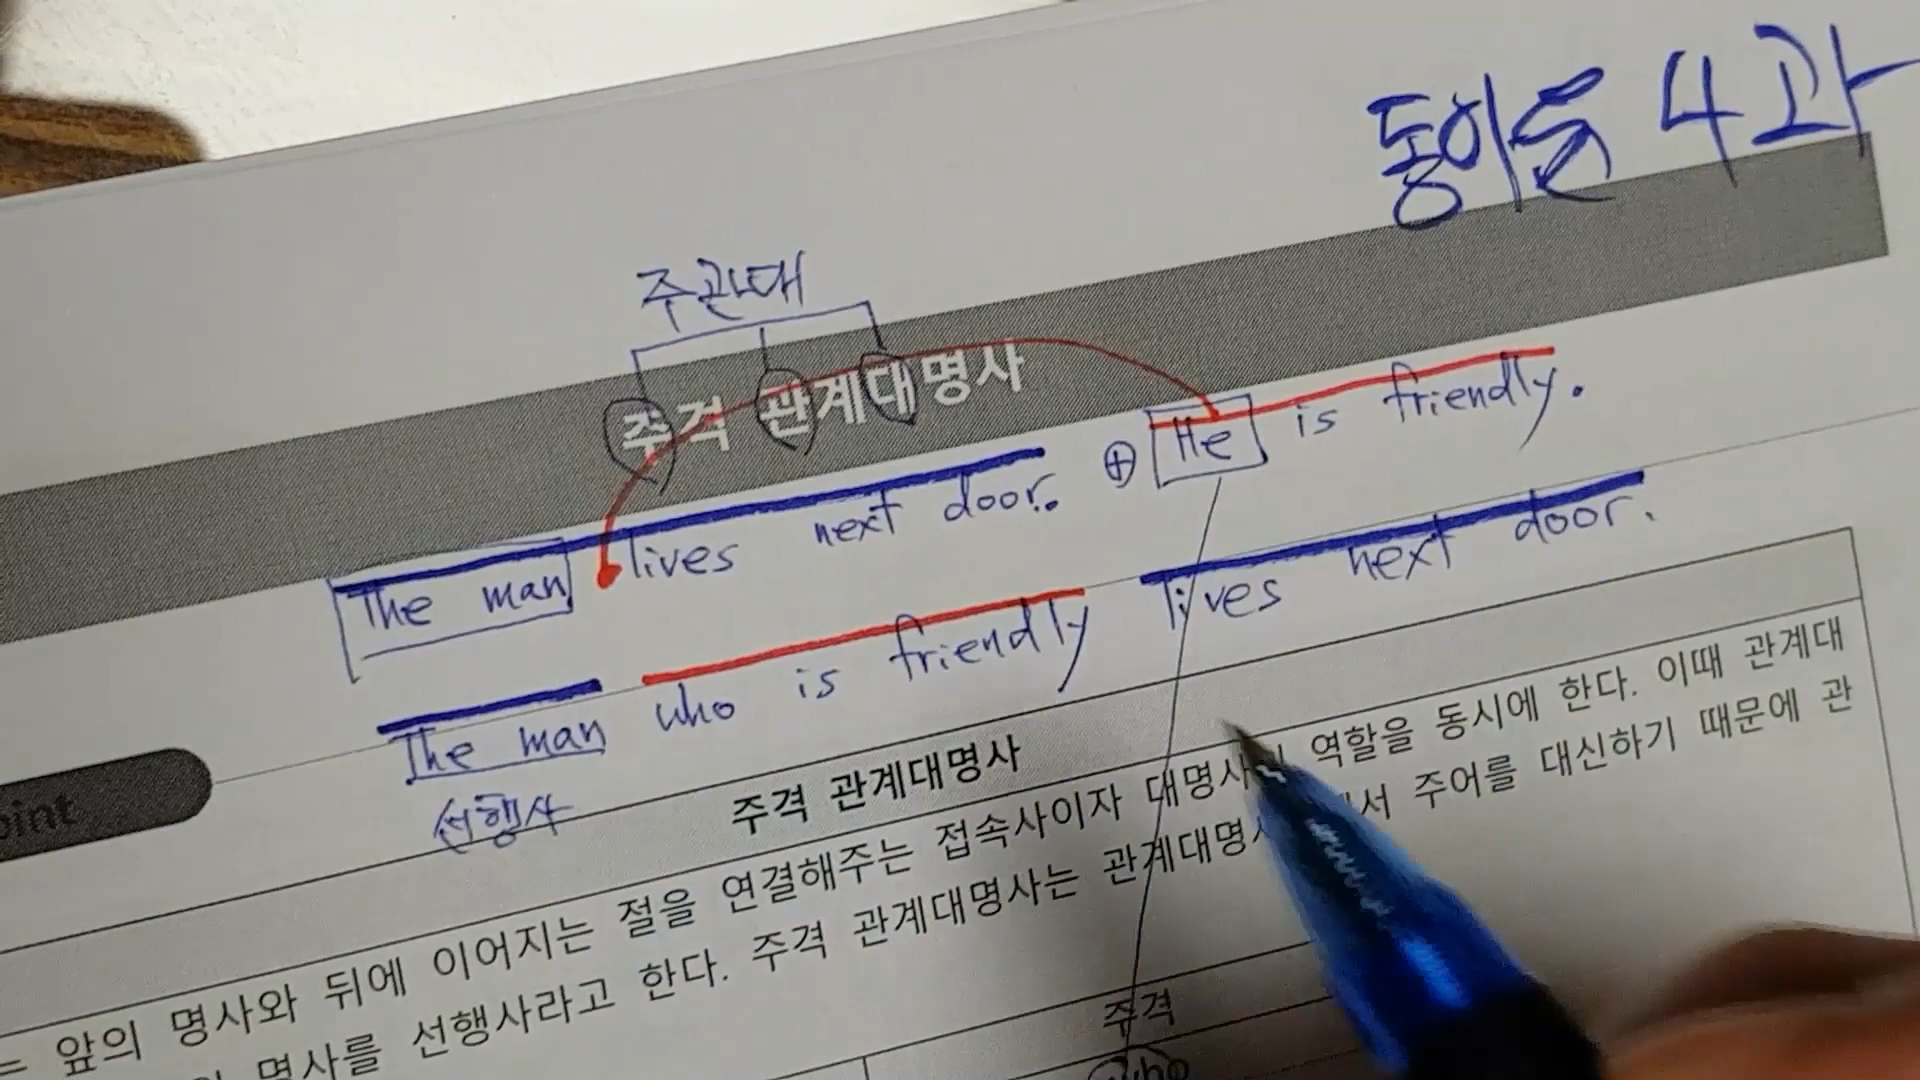 동아윤 4과
주관대
주격 관계대명사
The man lives next door. ⊕ He is friendly.
The man who is friendly lives next door.
선행사
oint
주격 관계대명사
앞의 명사와 뒤에 이어지는 절을 연결해주는 접속사이자 대명사 역할을 동시에 한다. 이때 관계대
명사를 선행사라고 한다. 주격 관계대명사는 관계대명사 서 주어를 대신하기 때문에 관
주격
who